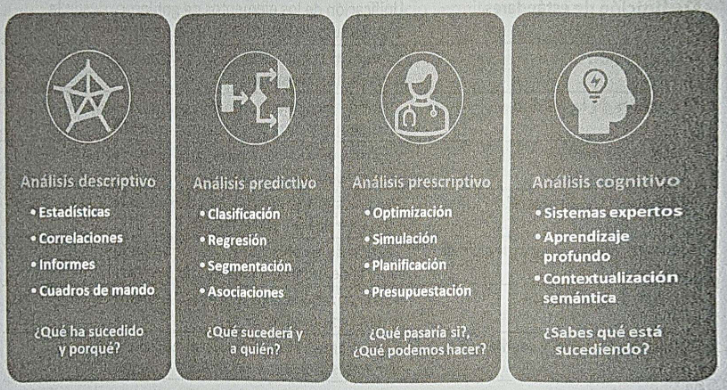 Análisis descriptivo
• Estadísticas
• Correlaciones
• Informes
• Cuadros de mando
¿Qué ha sucedido
y porqué?
Análisis predictivo
• Clasificación
• Regresión
• Segmentación
• Asociaciones
¿Qué sucederá y
a quién?
Análisis prescriptivo
• Optimización
• Simulación
• Planificación
• Presupuestación
¿Qué pasaría si?,
¿Qué podemos hacer?
Análisis cognitivo
• Sistemas expertos
• Aprendizaje
profundo
• Contextualización
semántica
¿Sabes qué está
sucediendo?